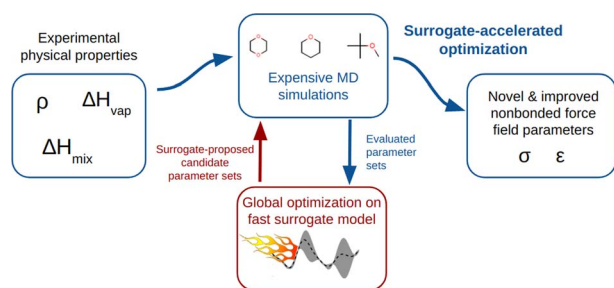 Experimental
physical properties
ρ ΔHvap
ΔHmix
O
O
O
O
Expensive MD
simulations
Surrogate-accelerated
optimization
Novel & improved
nonbonded force
field parameters
σ ε
Surrogate-proposed
candidate
parameter sets
Evaluated
parameter
sets
Global optimization on
fast surrogate model